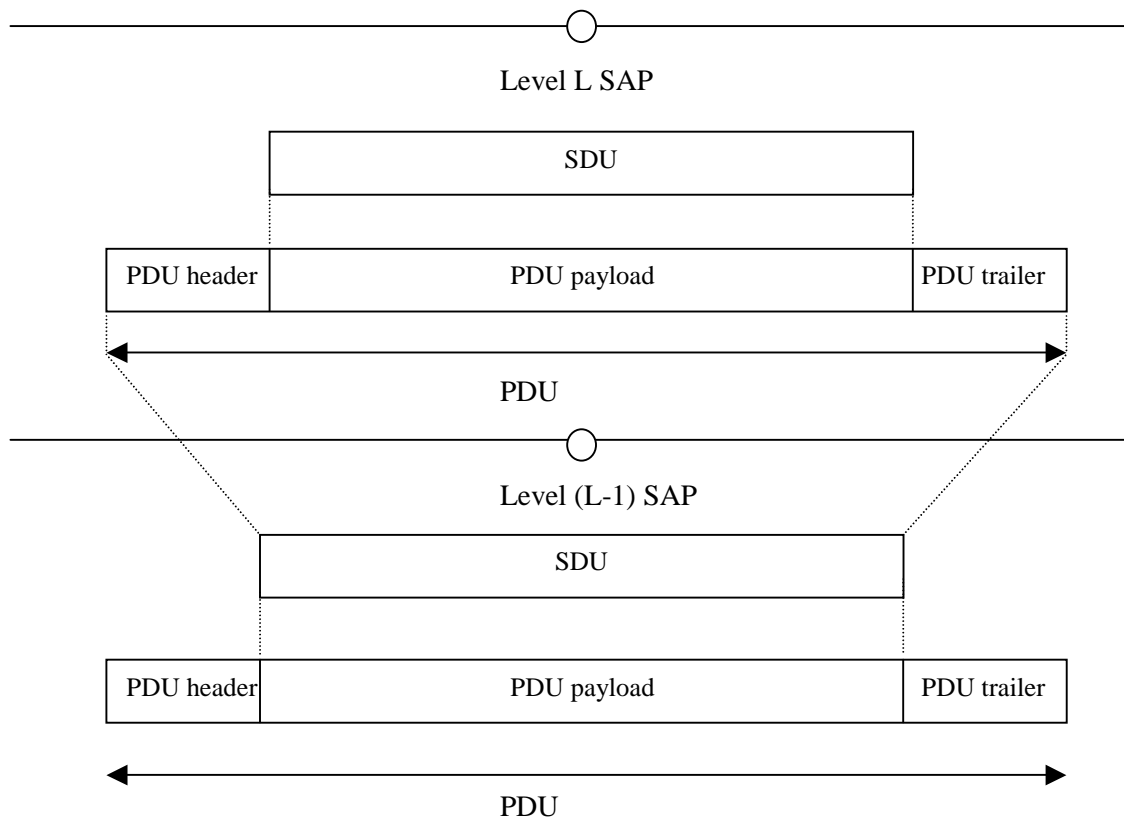 Level L SAP
SDU
PDU header PDU payload PDU trailer
PDU
Level (L-1) SAP
SDU
PDU header PDU payload PDU trailer
PDU